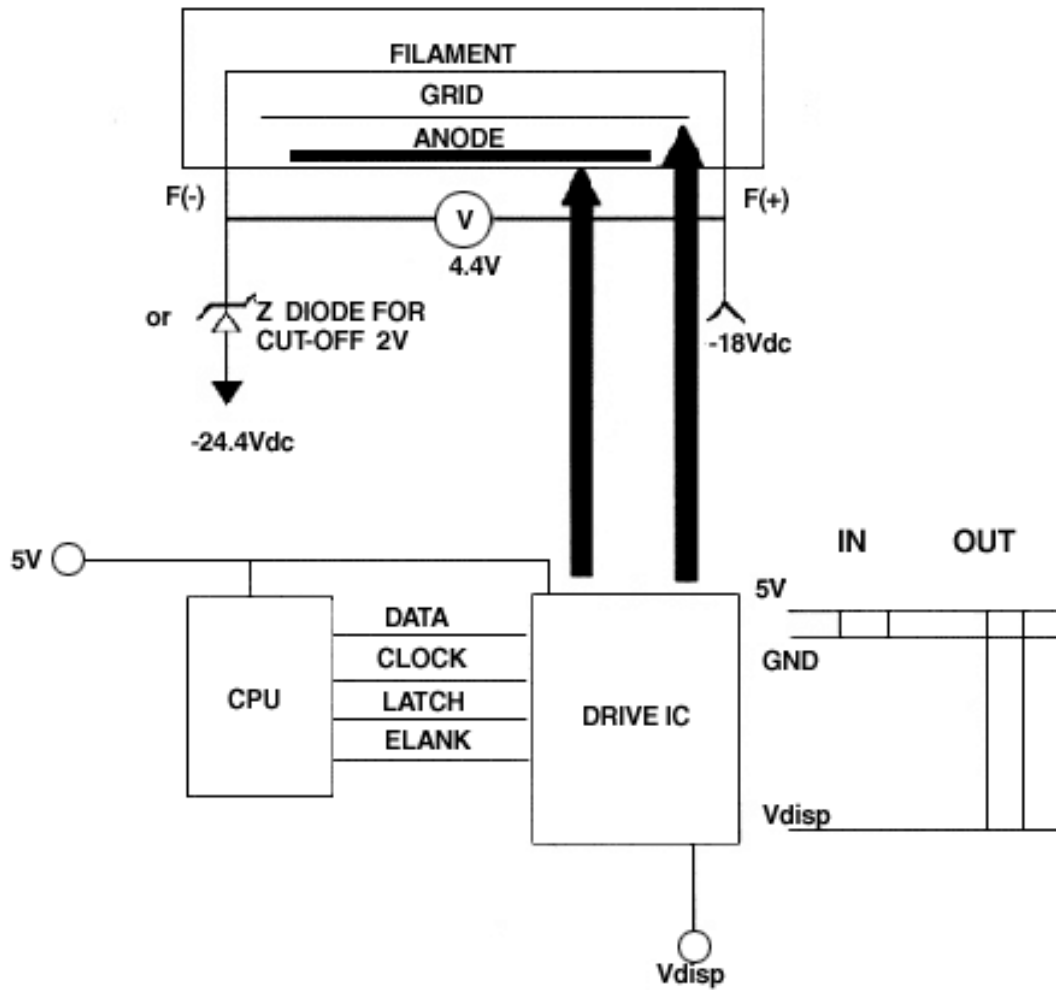 FILAMENT
GRID
ANODE
F(-)
F(+)
V
4.4V
or
Z DIODE FOR
CUT-OFF 2V
-18Vdc
-24.4Vdc
IN OUT
5V
5V
DATA
CLOCK
GND
LATCH
CPU
DRIVE IC
ELANK
Vdisp
Vdisp